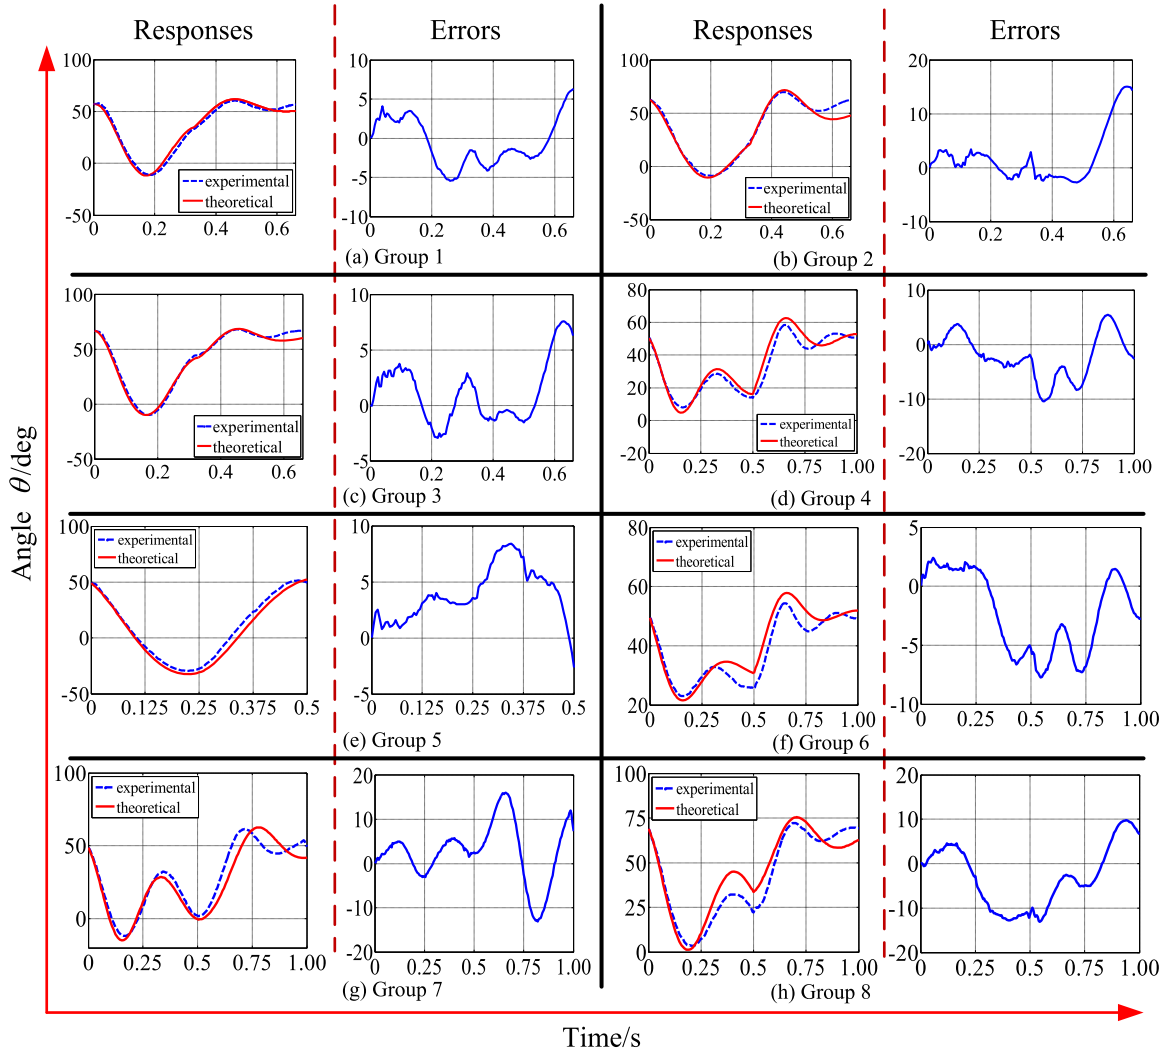 Responses Errors Responses Errors
100 50 0 -50
0 0.2 0.4 0.6
experimental
theoretical
10 5 0 -5 -10
0 0.2 0.4 0.6
(a) Group 1
100 50 0 -50
0 0.2 0.4 0.6
experimental
theoretical
20 10 0 -10
0 0.2 0.4 0.6
(b) Group 2
100 50 0 -50
0 0.2 0.4 0.6
experimental
theoretical
10 5 0 -5
0 0.2 0.4 0.6
(c) Group 3
80 60 40 20 0 20
0 0.25 0.5 0.75 1.00
experimental
theoretical
10 0 -10 -20
0 0.25 0.5 0.75 1.00
(d) Group 4
100 50 0 -50
0 0.125 0.25 0.375 0.5
experimental
theoretical
10 5 0 -5
0 0.125 0.25 0.375 0.5
(e) Group 5
80 60 40 20
0 0.25 0.5 0.75 1.00
experimental
theoretical
5 0 -5 -10
0 0.25 0.5 0.75 1.00
(f) Group 6
100 50 0
0 0.25 0.5 0.75 1.00
experimental
theoretical
20 10 0 -10 -20
0 0.25 0.5 0.75 1.00
(g) Group 7
100 75 50 25 0
0 0.25 0.5 0.75 1.00
experimental
theoretical
20 10 0 -10 -20
0 0.25 0.5 0.75 1.00
(h) Group 8
Angle θ/deg
Time/s